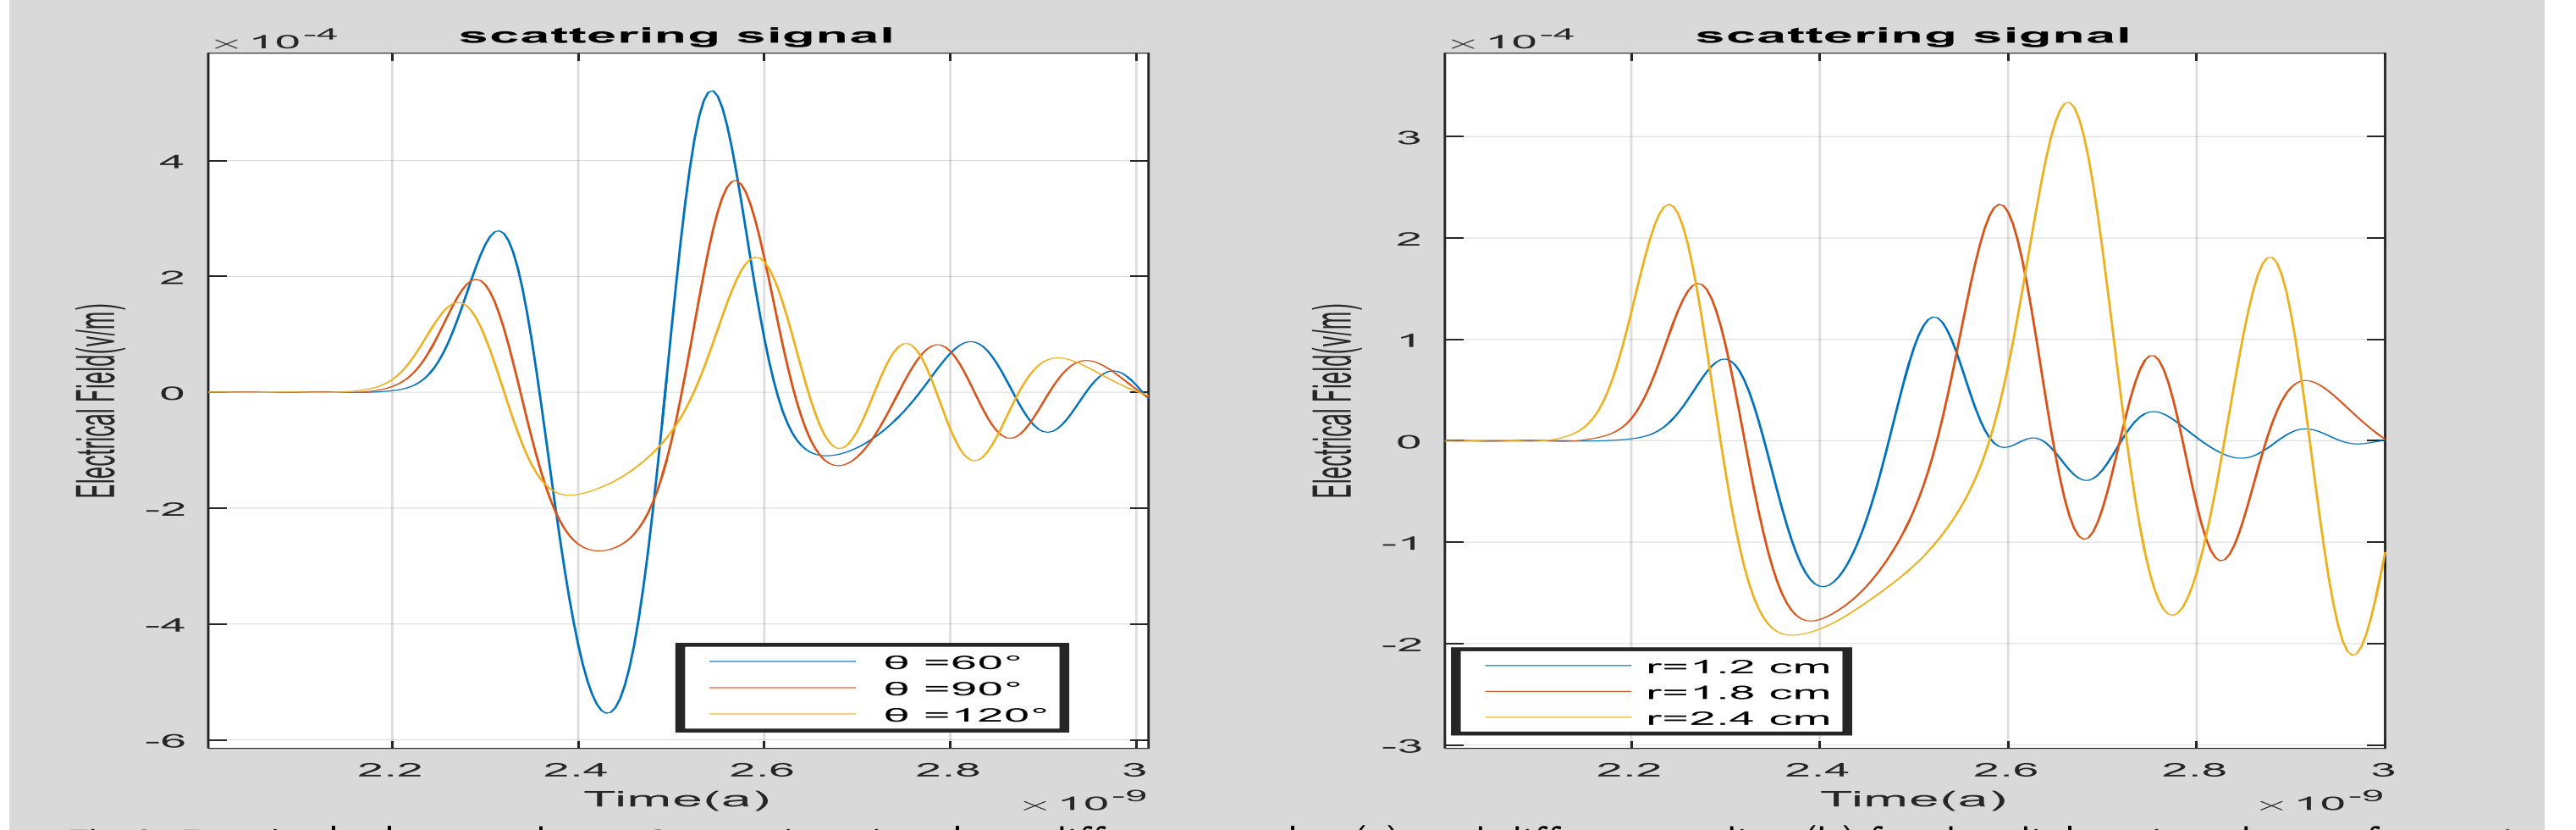 scattering signal
× 10-4
4
2
0
-2
-4
-6
Electrical Field(v/m)
θ =60°
θ =90°
θ =120°
2.2 2.4 2.6 2.8 3
Time(a)
× 10-9
scattering signal
× 10-4
3
2
1
0
-1
-2
-3
Electrical Field(v/m)
r=1.2 cm
r=1.8 cm
r=2.4 cm
2.2 2.4 2.6 2.8 3
Time(a)
× 10-9